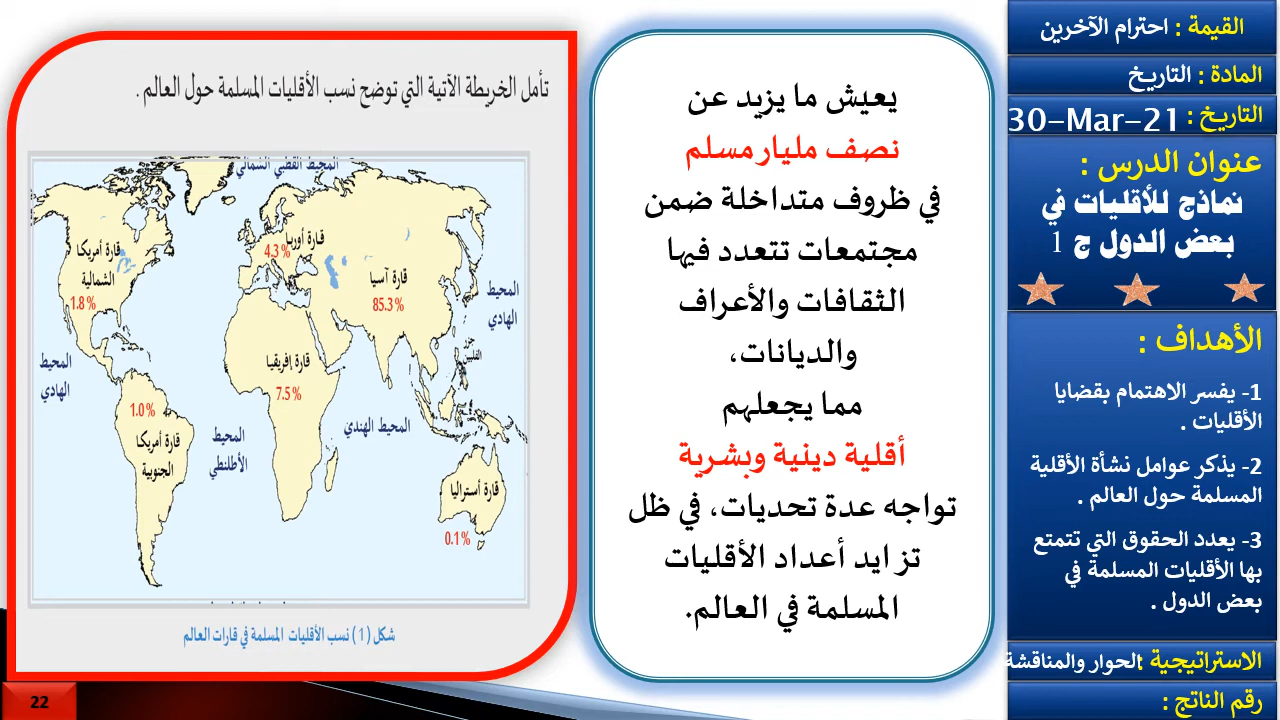 القيمة : احترام الآخرين
المادة : التاريخ
التاريخ : 30-Mar-21
عنوان الدرس :
نماذج للأقليات في
بعض الدول ج 1
الأهداف :
1- يفسر الاهتمام بقضايا
الأقليات .
2- يذكر عوامل نشأة الأقلية
المسلمة حول العالم .
3- يعدد الحقوق التي تتمتع
بها الأقليات المسلمة في
بعض الدول .
الاستراتيجية :الحوار والمناقشة
رقم الناتج :
يعيش ما يزيد عن
نصف مليار مسلم
في ظروف متداخلة ضمن
مجتمعات تتعدد فيها
الثقافات والأعراف
والديانات،
مما يجعلهم
أقلية دينية وبشرية
تواجه عدة تحديات، في ظل
تزايد أعداد الأقليات
المسلمة في العالم.
تأمل الخريطة الآتية التي توضح نسب الأقليات المسلمة حول العالم .
المحيط القطبي الشمالي
قارة أوربا
4.3 %
قارة أمريكا
الشمالية
1.8 %
قارة آسيا
85.3 %
المحيط
الهادي
جزر
الفلبين
المحيط
الهادي
قارة إفريقيا
7.5 %
1.0 %
قارة أمريكا
الجنوبية
المحيط
الأطلنطي
المحيط الهندي
قارة أستراليا
0.1 %
شكل (1) نسب الأقليات المسلمة في قارات العالم
22